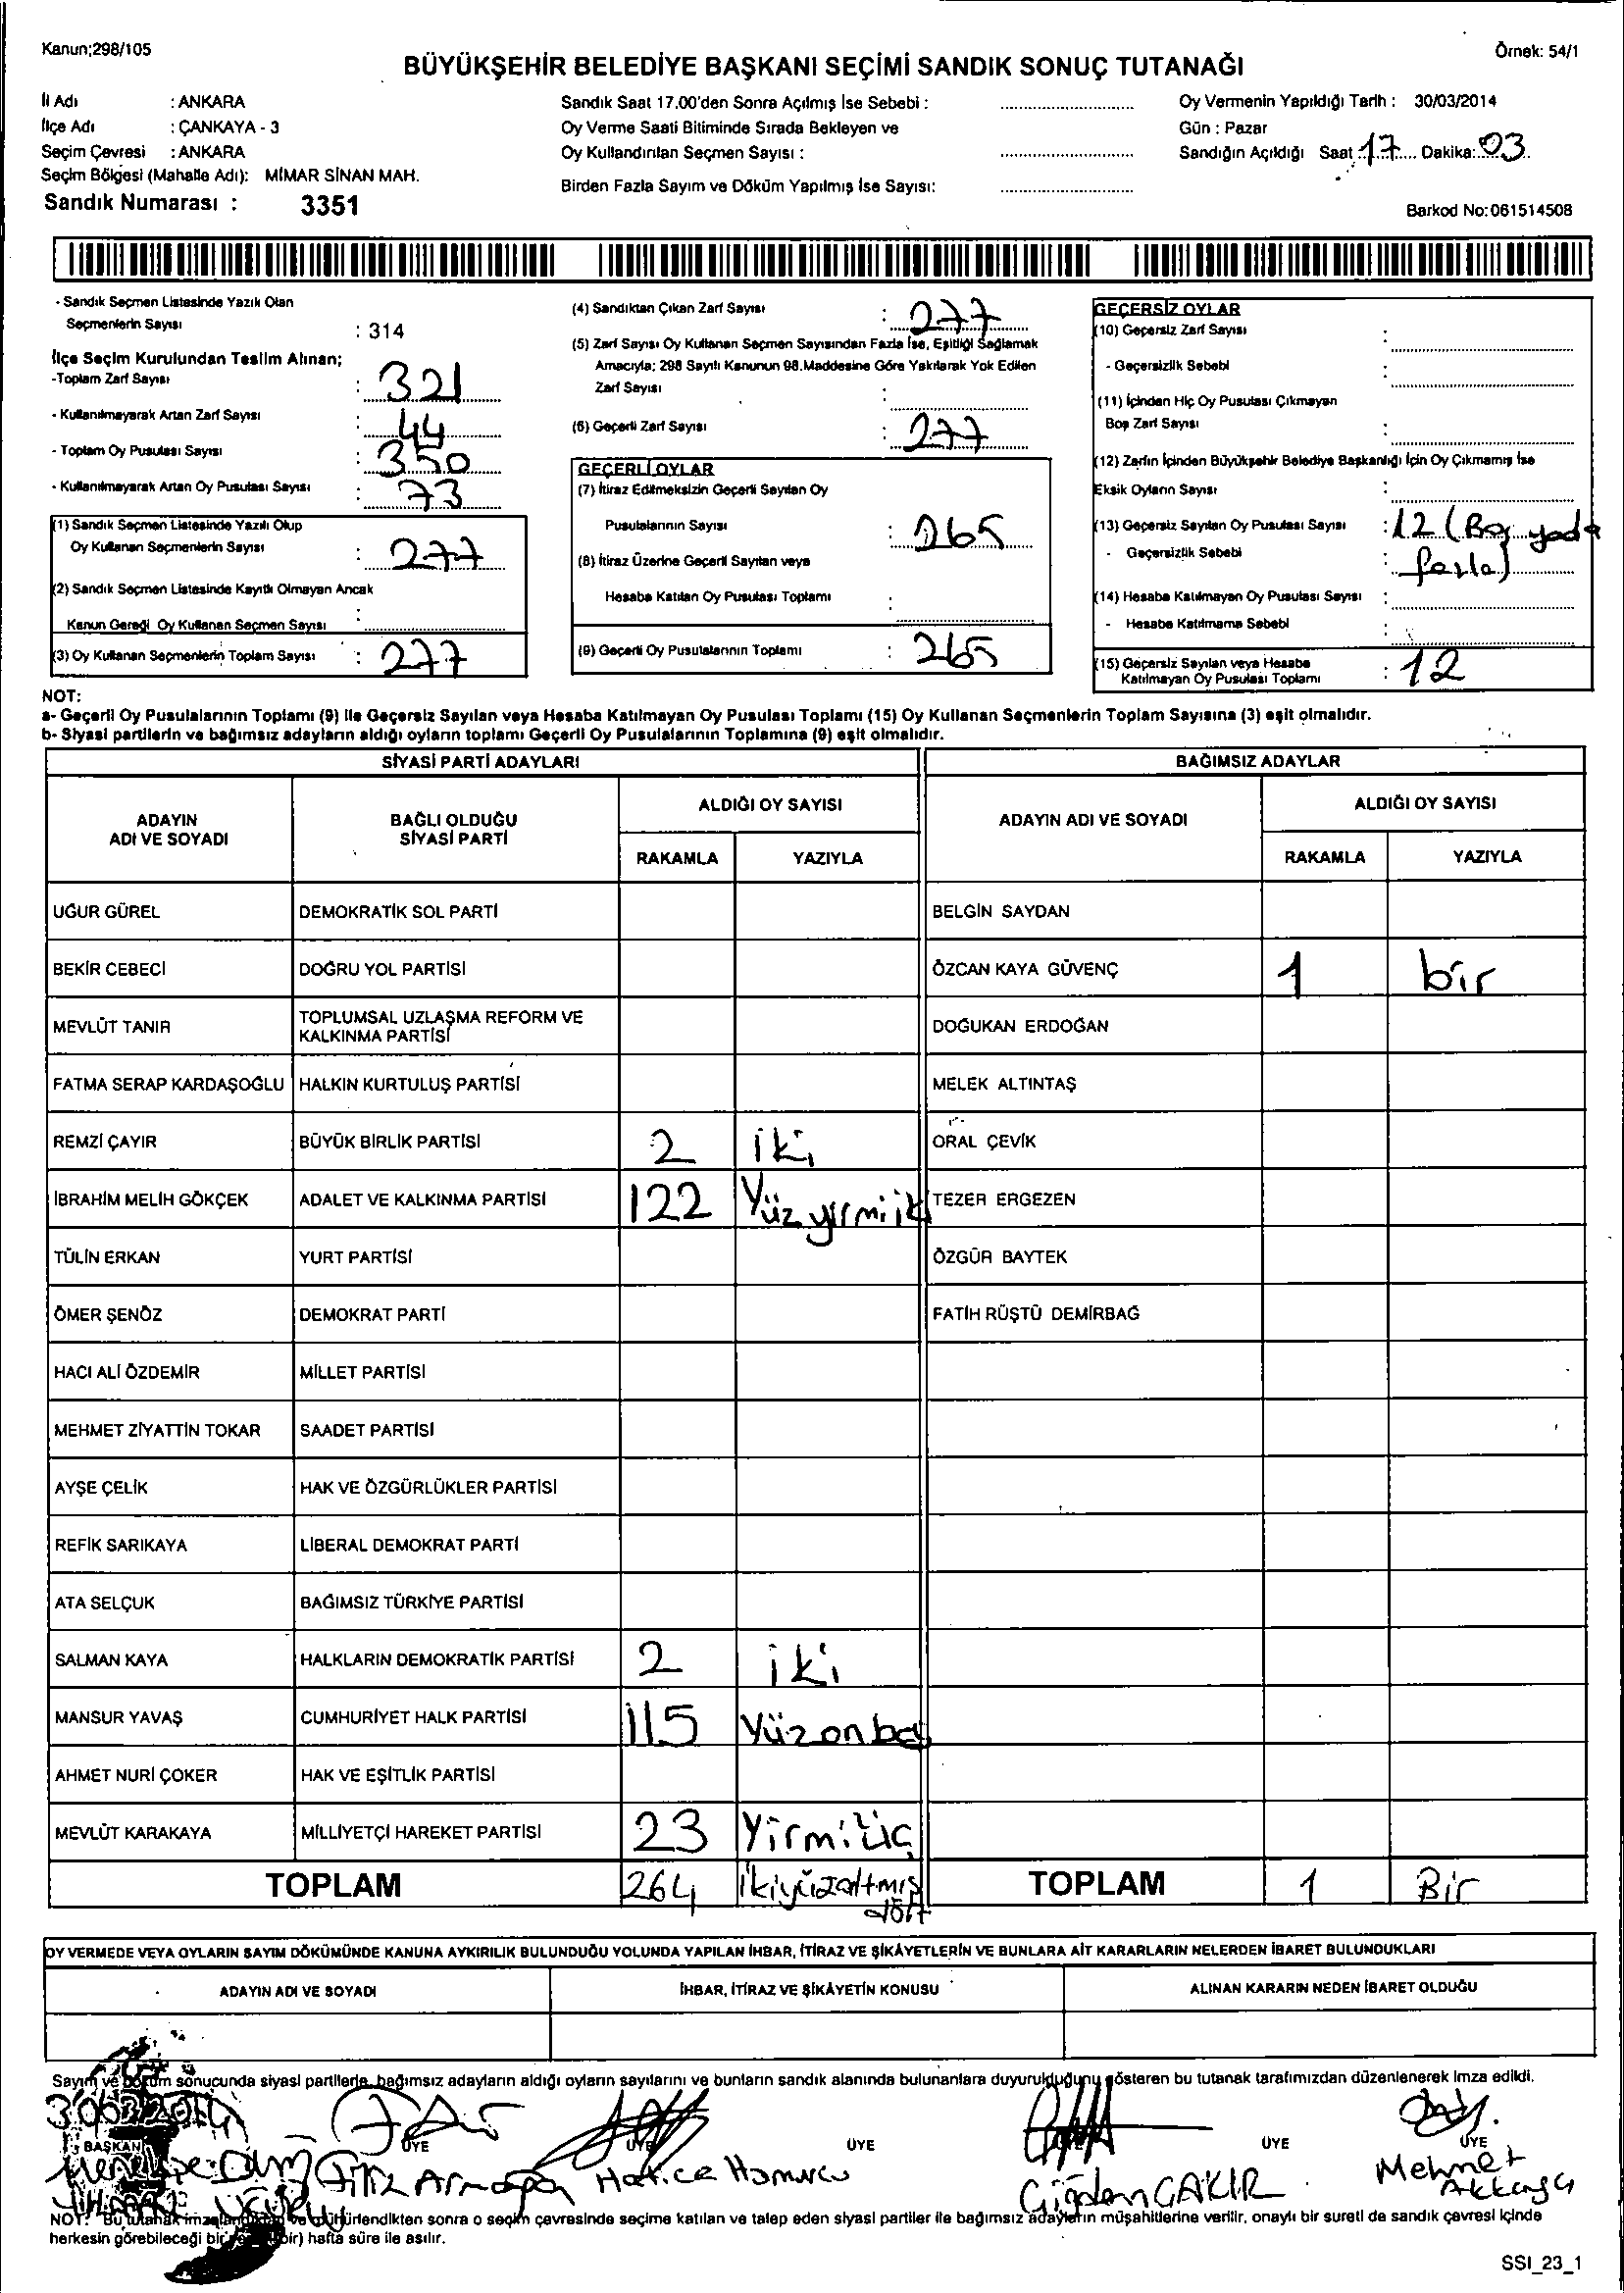 Kanun;298/105
Örnek: 54/1
BÜYÜKŞEHİR BELEDİYE BAŞKANI SEÇİMİ SANDIK SONUÇ TUTANAĞI
İl Adı : ANKARA
İlçe Adı : ÇANKAYA - 3
Seçim Çevresi : ANKARA
Seçim Bölgesi (Mahalle Adı): MİMAR SİNAN MAH.
Sandık Numarası : 3351
Sandık Saat 17.00'den Sonra Açılmış İse Sebebi :
Oy Verme Saati Bitiminde Sırada Bekleyen ve
Oy Kullandırılan Seçmen Sayısı :
Birden Fazla Sayım ve Döküm Yapılmış İse Sayısı:
Oy Vermenin Yapıldığı Tarih : 30/03/2014
Gün : Pazar
Sandığın Açıldığı Saat 17 Dakika: 03
Barkod No:061514508
- Sandık Seçmen Listesinde Yazılı Olan
Seçmenlerin Sayısı : 314
İlçe Seçim Kurulundan Teslim Alınan;
-Toplam Zarf Sayısı : 321
- Kullanılmayarak Artan Zarf Sayısı : 44
- Toplam Oy Pusulası Sayısı : 350
- Kullanılmayarak Artan Oy Pusulası Sayısı : 73
(1) Sandık Seçmen Listesinde Yazılı Olup
Oy Kullanan Seçmenlerin Sayısı : 277
(2) Sandık Seçmen Listesinde Kayıtlı Olmayan Ancak
Kanun Gereği Oy Kullanan Seçmen Sayısı :
(3) Oy Kullanan Seçmenlerin Toplam Sayısı : 277
(4) Sandıktan Çıkan Zarf Sayısı : 277
(5) Zarf Sayısı Oy Kullanan Seçmen Sayısından Fazla İse, Eşitliği Sağlamak
Amacıyla; 298 Sayılı Kanunun 98.Maddesine Göre Yakılarak Yok Edilen
Zarf Sayısı :
(6) Geçerli Zarf Sayısı : 277
GEÇERLİ OYLAR
(7) İtiraz Edilmeksizin Geçerli Sayılan Oy
Pusulalarının Sayısı : 265
(8) İtiraz Üzerine Geçerli Sayılan veya
Hesaba Katılan Oy Pusulası Toplamı :
(9) Geçerli Oy Pusulalarının Toplamı : 265
GEÇERSİZ OYLAR
(10) Geçersiz Zarf Sayısı :
- Geçersizlik Sebebi :
(11) İçinden Hiç Oy Pusulası Çıkmayan
Boş Zarf Sayısı :
(12) Zarfın İçinden Büyükşehir Belediye Başkanlığı İçin Oy Çıkmamış İse
Eksik Oyların Sayısı :
(13) Geçersiz Sayılan Oy Pusulası Sayısı : 12 (Boş yada
- Geçersizlik Sebebi : fazla)
(14) Hesaba Katılmayan Oy Pusulası Sayısı :
- Hesaba Katılmama Sebebi :
(15) Geçersiz Sayılan veya Hesaba
Katılmayan Oy Pusulası Toplamı : 12
NOT:
a- Geçerli Oy Pusulalarının Toplamı (9) ile Geçersiz Sayılan veya Hesaba Katılmayan Oy Pusulası Toplamı (15) Oy Kullanan Seçmenlerin Toplam Sayısına (3) eşit olmalıdır.
b- Siyasi partilerin ve bağımsız adayların aldığı oyların toplamı Geçerli Oy Pusulalarının Toplamına (9) eşit olmalıdır.
SİYASİ PARTİ ADAYLARI
BAĞIMSIZ ADAYLAR
ADAYIN
ADI VE SOYADI
BAĞLI OLDUĞU
SİYASİ PARTİ
ALDIĞI OY SAYISI
RAKAMLA YAZIYLA
ADAYIN ADI VE SOYADI
ALDIĞI OY SAYISI
RAKAMLA YAZIYLA
UĞUR GÜREL DEMOKRATİK SOL PARTİ BELGİN SAYDAN
BEKİR CEBECİ DOĞRU YOL PARTİSİ ÖZCAN KAYA GÜVENÇ 1 bir
MEVLÜT TANIR TOPLUMSAL UZLAŞMA REFORM VE
KALKINMA PARTİSİ DOĞUKAN ERDOĞAN
FATMA SERAP KARDAŞOĞLU HALKIN KURTULUŞ PARTİSİ MELEK ALTINTAŞ
REMZİ ÇAYIR BÜYÜK BİRLİK PARTİSİ 2 iki ORAL ÇEVİK
İBRAHİM MELİH GÖKÇEK ADALET VE KALKINMA PARTİSİ 122 Yüz yirmi iki TEZER ERGEZEN
TÜLİN ERKAN YURT PARTİSİ ÖZGÜR BAYTEK
ÖMER ŞENÖZ DEMOKRAT PARTİ FATİH RÜŞTÜ DEMİRBAĞ
HACI ALİ ÖZDEMİR MİLLET PARTİSİ
MEHMET ZİYATTİN TOKAR SAADET PARTİSİ
AYŞE ÇELİK HAK VE ÖZGÜRLÜKLER PARTİSİ
REFİK SARIKAYA LİBERAL DEMOKRAT PARTİ
ATA SELÇUK BAĞIMSIZ TÜRKİYE PARTİSİ
SALMAN KAYA HALKLARIN DEMOKRATİK PARTİSİ 2 iki
MANSUR YAVAŞ CUMHURİYET HALK PARTİSİ 115 Yüz on beş
AHMET NURİ ÇOKER HAK VE EŞİTLİK PARTİSİ
MEVLÜT KARAKAYA MİLLİYETÇİ HAREKET PARTİSİ 23 Yirmi üç
TOPLAM 264 ikiyüzaltmış
dört
TOPLAM 1 Bir
OY VERMEDE VEYA OYLARIN SAYIM DÖKÜMÜNDE KANUNA AYKIRILIK BULUNDUĞU YOLUNDA YAPILAN İHBAR, İTİRAZ VE ŞİKÂYETLERİN VE BUNLARA AİT KARARLARIN NELERDEN İBARET BULUNDUKLARI
ADAYIN ADI VE SOYADI İHBAR, İTİRAZ VE ŞİKÂYETİN KONUSU ALINAN KARARIN NEDEN İBARET OLDUĞU
Sayım ve döküm sonucunda siyasi partilerle, bağımsız adayların aldığı oyların sayılarını ve bunların sandık alanında bulunanlara duyurulduğunu gösteren bu tutanak tarafımızdan düzenlenerek imza edildi.
BAŞKAN ÜYE ÜYE ÜYE ÜYE ÜYE
Hatice Çiğdem ÇAKIR Mehmet
Akkaya
NOT: Bu tutanak ve mühürlendikten sonra o seçim çevresinde seçime katılan ve talep eden siyasi partiler ile bağımsız adayların müşahitlerine verilir, onaylı bir sureti de sandık çevresi içinde
herkesin görebileceği bir hafta süre ile asılır.
SSI_23_1